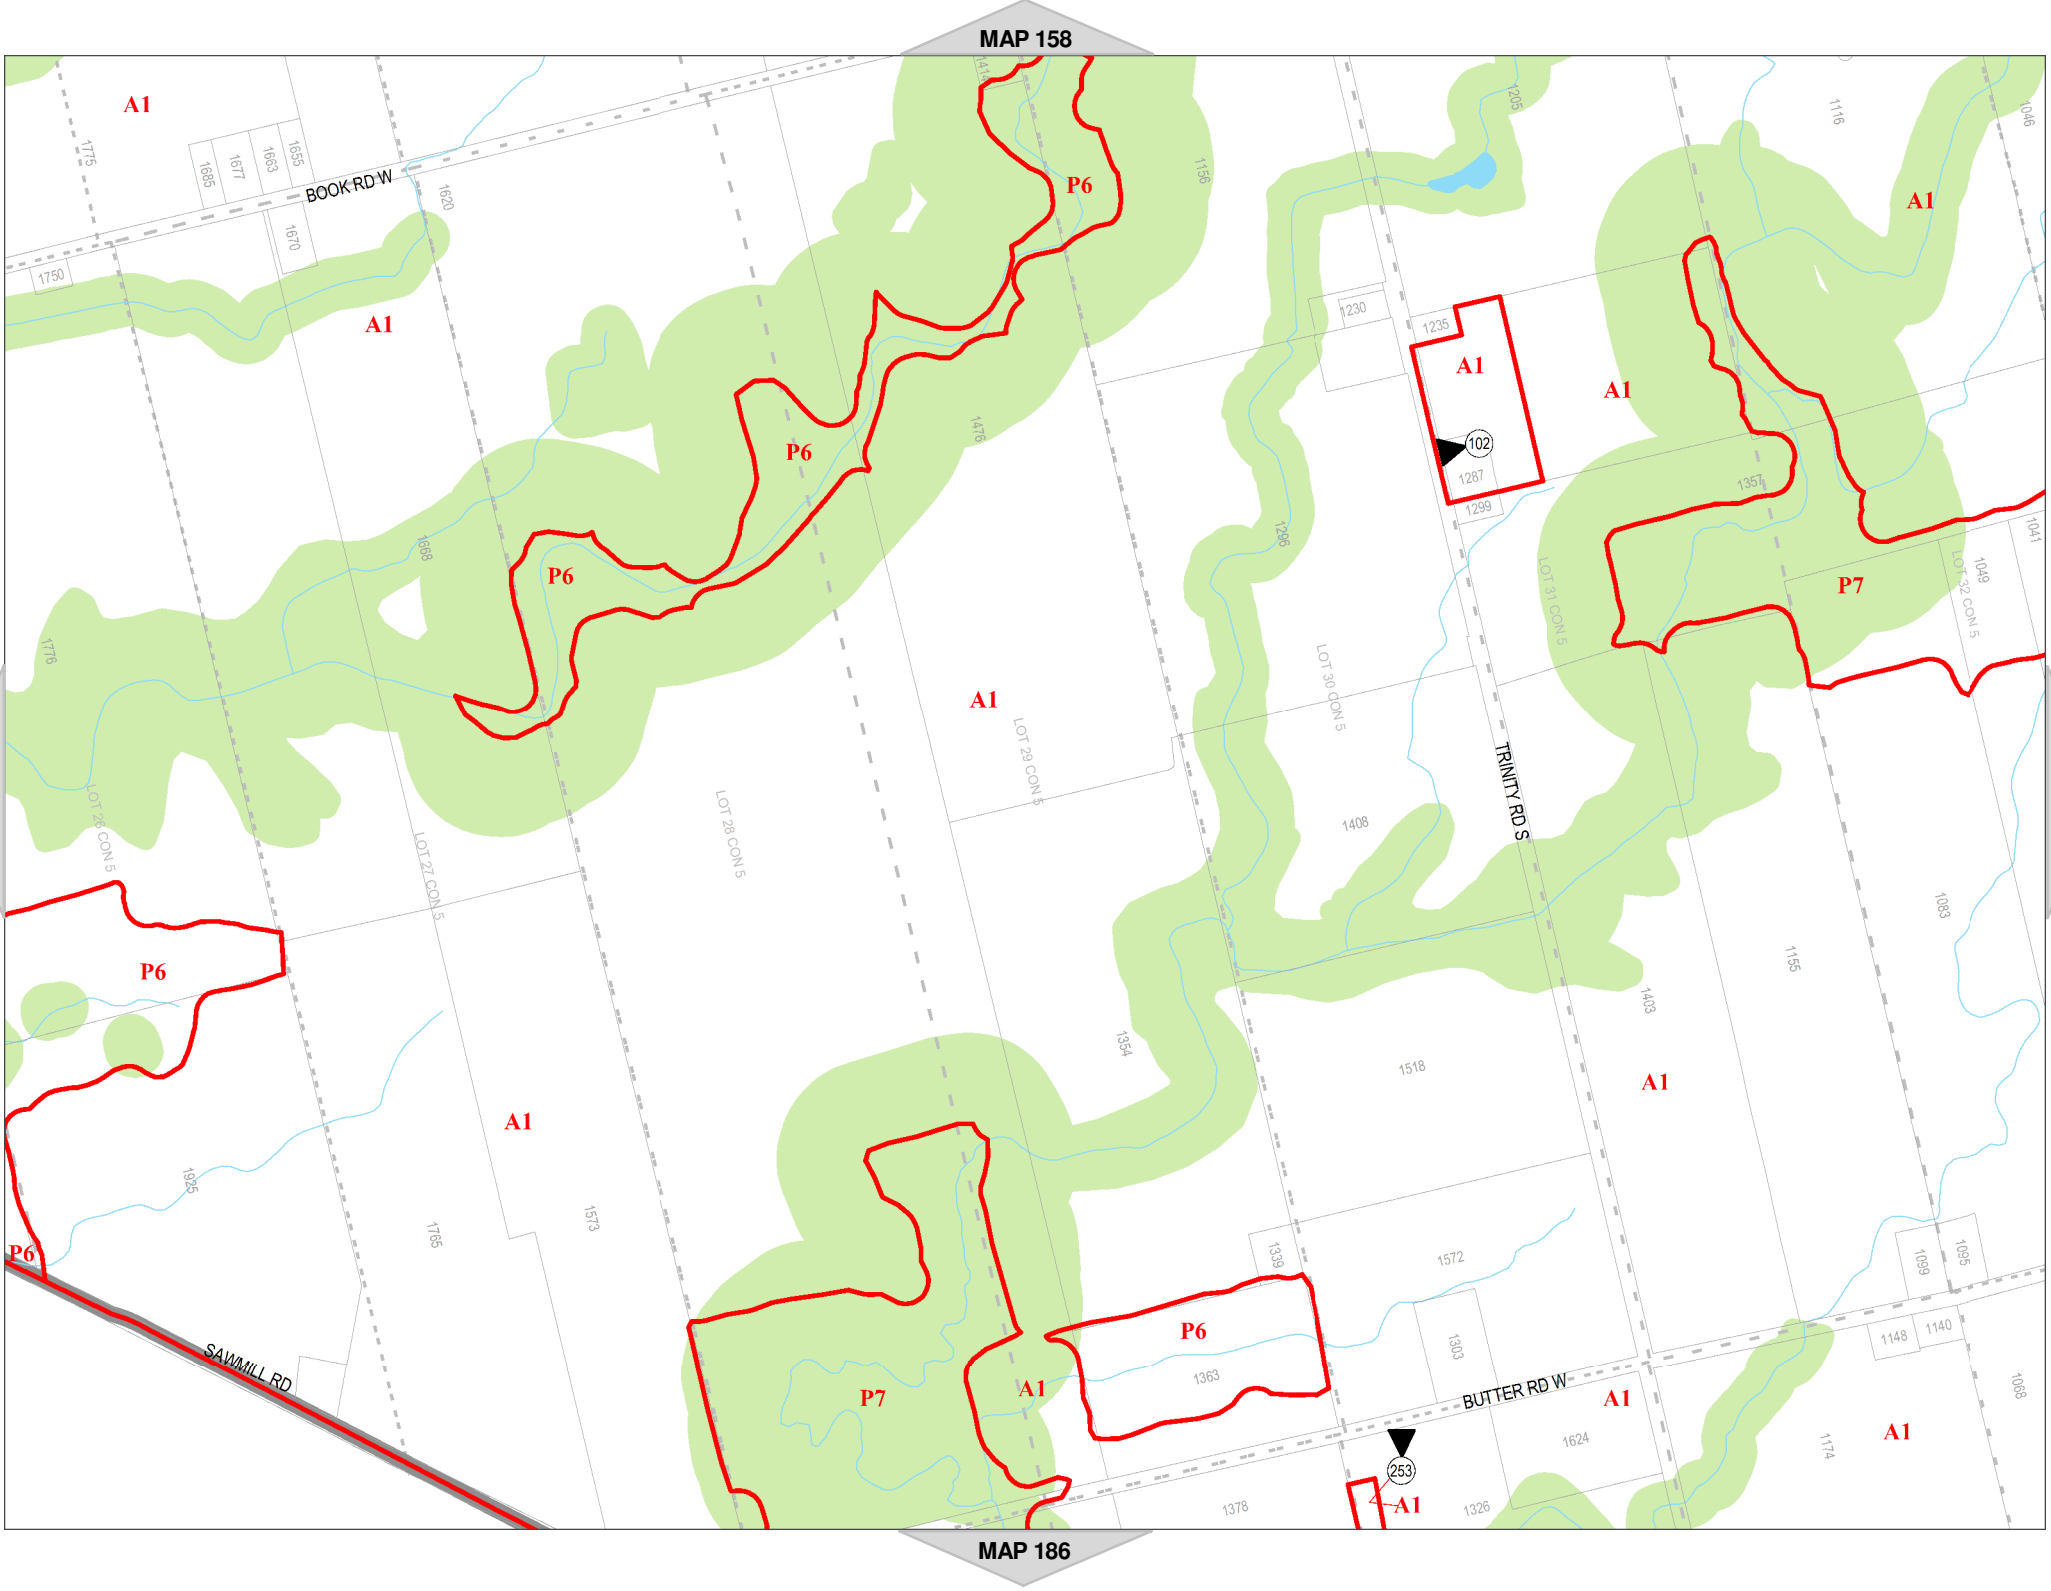 MAP 158
A1
1775
1685
1677
1663
1655
BOOK RD W
1620
1670
1750
A1
1414
P6
1156
1205
1116
1046
A1
1230
1235
A1
A1
102
1287
1299
1357
1476
P6
P6
1668
1776
1296
LOT 31 CON 5
P7
LOT 32 CON 5
1049
1041
A1
LOT 29 CON 5
LOT 30 CON 5
TRINITY RD S
1408
LOT 26 CON 5
LOT 27 CON 5
LOT 28 CON 5
P6
1083
1155
1403
1354
1518
A1
A1
1925
1765
1573
P6
1339
1572
1099
1095
P6
1363
1303
1148
1140
SAWMILL RD
P7
A1
BUTTER RD W
A1
1068
1624
A1
1174
253
A1
1378
1326
MAP 186